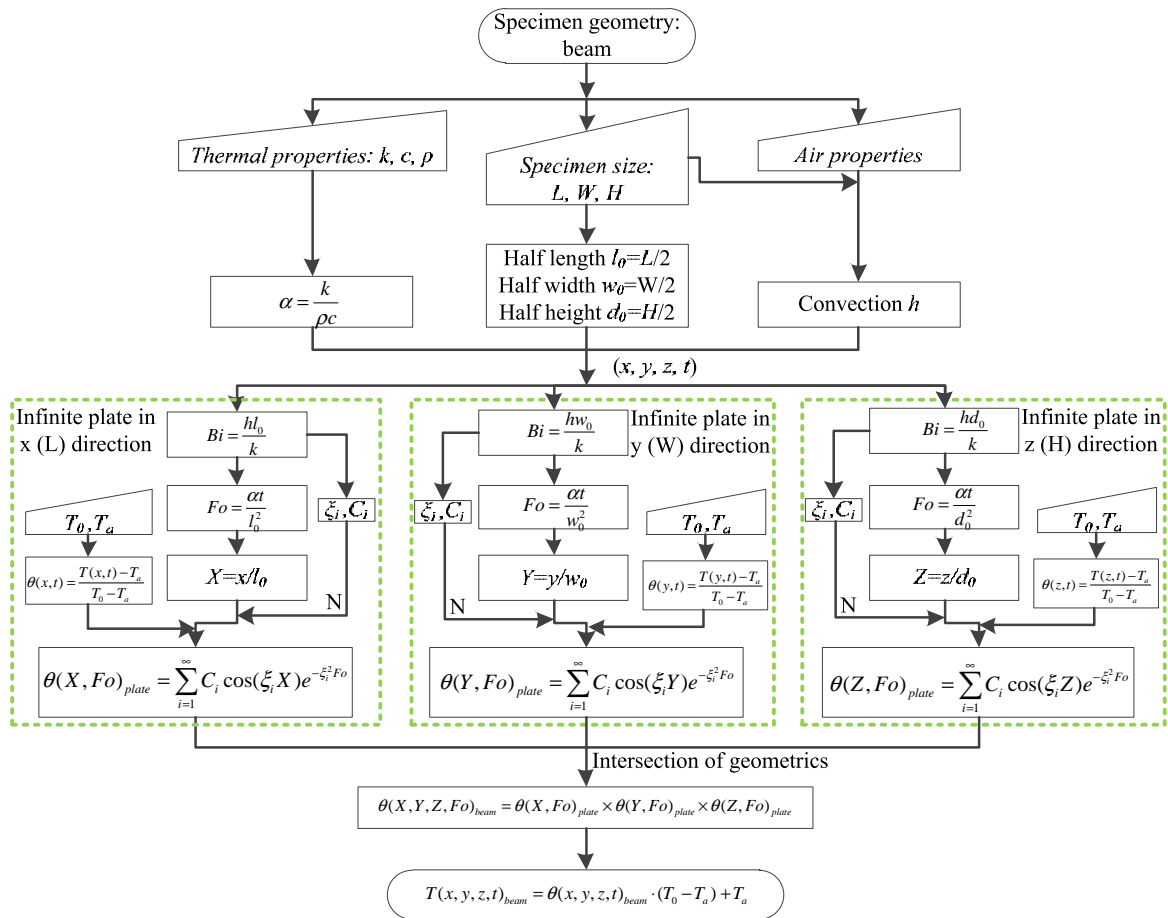 Specimen geometry:
beam
Thermal properties: k, c, ρ
Specimen size:
L, W, H
Air properties
α = k/(ρc)
Half length l₀=L/2
Half width w₀=W/2
Half height d₀=H/2
Convection h
(x, y, z, t)
Infinite plate in
x (L) direction
Bi = hl₀/k
Fo = αt/l₀²
ξᵢ,Cᵢ
T₀,Tₐ
θ(x,t) = (T(x,t)−Tₐ)/(T₀−Tₐ)
X=x/l₀
N
θ(X,Fo)plate = ∑_{i=1}^{∞} Cᵢ cos(ξᵢX)e^{−ξᵢ²Fo}
Infinite plate in
y (W) direction
Bi = hw₀/k
ξᵢ,Cᵢ
Fo = αt/w₀²
T₀,Tₐ
Y=y/w₀
θ(y,t) = (T(y,t)−Tₐ)/(T₀−Tₐ)
N
θ(Y,Fo)plate = ∑_{i=1}^{∞} Cᵢ cos(ξᵢY)e^{−ξᵢ²Fo}
Infinite plate in
z (H) direction
Bi = hd₀/k
ξᵢ,Cᵢ
Fo = αt/d₀²
T₀,Tₐ
Z=z/d₀
θ(z,t) = (T(z,t)−Tₐ)/(T₀−Tₐ)
N
θ(Z,Fo)plate = ∑_{i=1}^{∞} Cᵢ cos(ξᵢZ)e^{−ξᵢ²Fo}
Intersection of geometrics
θ(X,Y,Z,Fo)beam = θ(X,Fo)plate × θ(Y,Fo)plate × θ(Z,Fo)plate
T(x,y,z,t)beam = θ(x,y,z,t)beam ·(T₀−Tₐ)+Tₐ